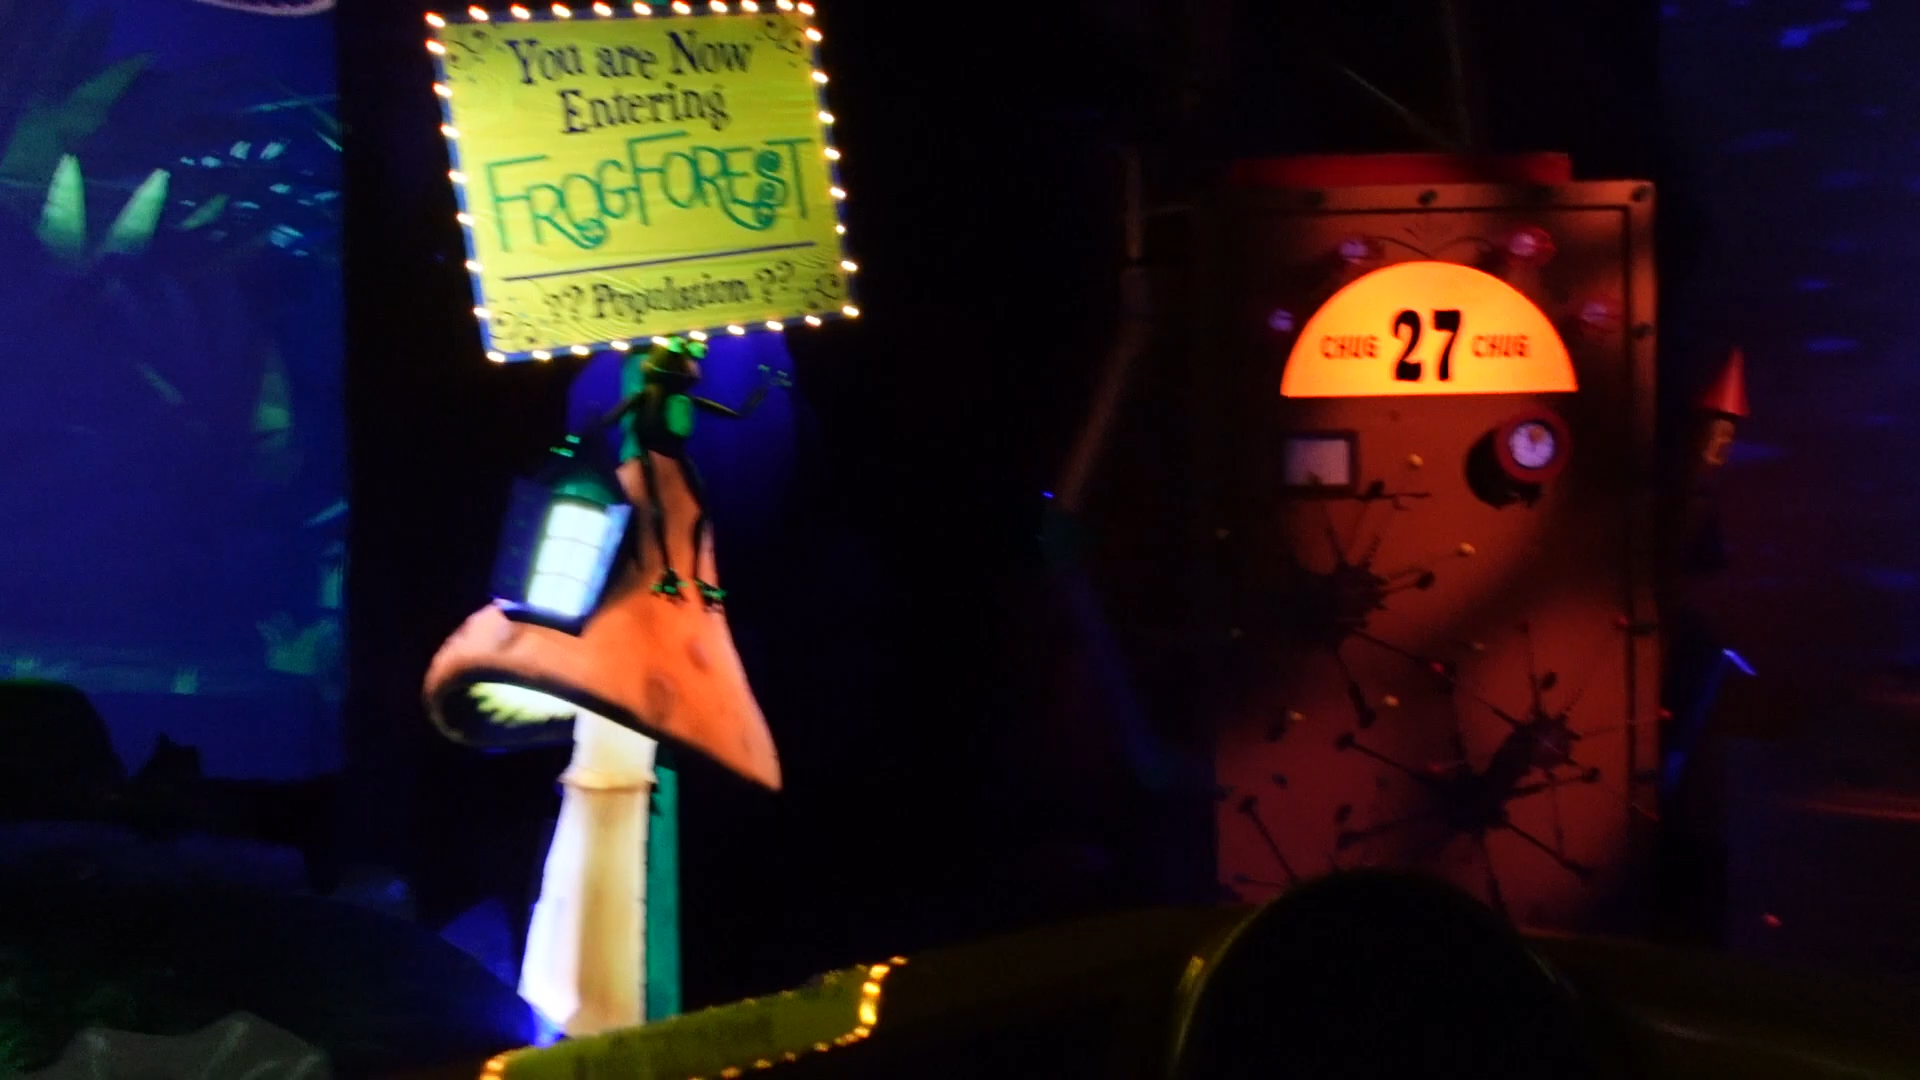 You are Now
Entering
FROGFOREST
?? Population ??
CHUG 27 CHUG